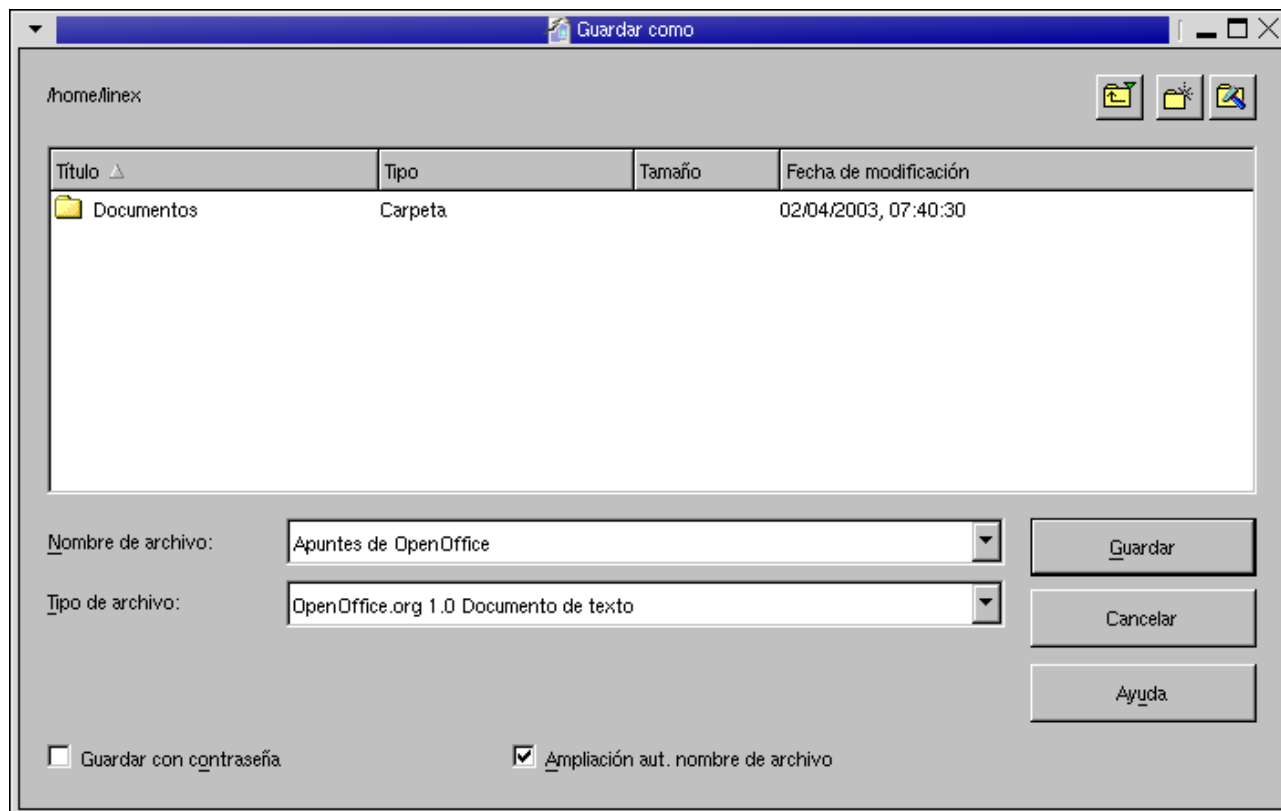 Guardar como
/home/linex
Título Tipo Tamaño Fecha de modificación
Documentos Carpeta 02/04/2003, 07:40:30
Nombre de archivo: Apuntes de OpenOffice Guardar
Tipo de archivo: OpenOffice.org 1.0 Documento de texto Cancelar
Ayuda
Guardar con contraseña Ampliación aut. nombre de archivo